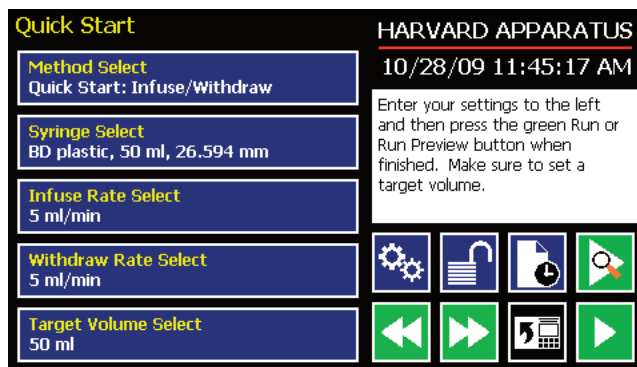 Quick Start
Method Select
Quick Start: Infuse/Withdraw
Syringe Select
BD plastic, 50 ml, 26.594 mm
Infuse Rate Select
5 ml/min
Withdraw Rate Select
5 ml/min
Target Volume Select
50 ml
HARVARD APPARATUS
10/28/09 11:45:17 AM
Enter your settings to the left
and then press the green Run or
Run Preview button when
finished. Make sure to set a
target volume.